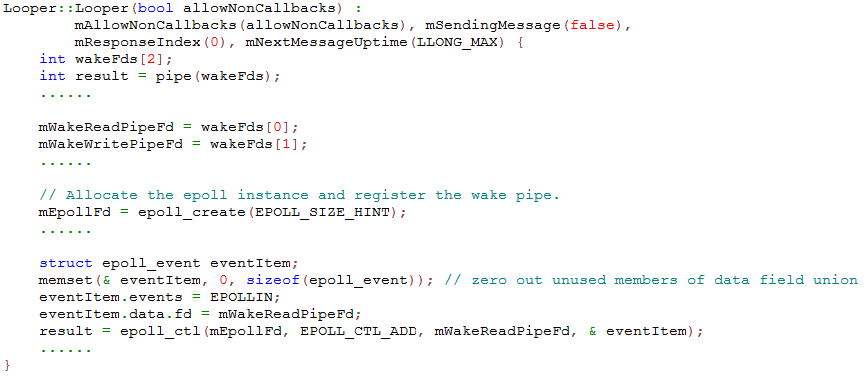 Looper::Looper(bool allowNonCallbacks) :
        mAllowNonCallbacks(allowNonCallbacks), mSendingMessage(false),
        mResponseIndex(0), mNextMessageUptime(LLONG_MAX) {
    int wakeFds[2];
    int result = pipe(wakeFds);
    ......
    mWakeReadPipeFd = wakeFds[0];
    mWakeWritePipeFd = wakeFds[1];
    ......
    // Allocate the epoll instance and register the wake pipe.
    mEpollFd = epoll_create(EPOLL_SIZE_HINT);
    ......
    struct epoll_event eventItem;
    memset(& eventItem, 0, sizeof(epoll_event)); // zero out unused members of data field union
    eventItem.events = EPOLLIN;
    eventItem.data.fd = mWakeReadPipeFd;
    result = epoll_ctl(mEpollFd, EPOLL_CTL_ADD, mWakeReadPipeFd, & eventItem);
    ......
}